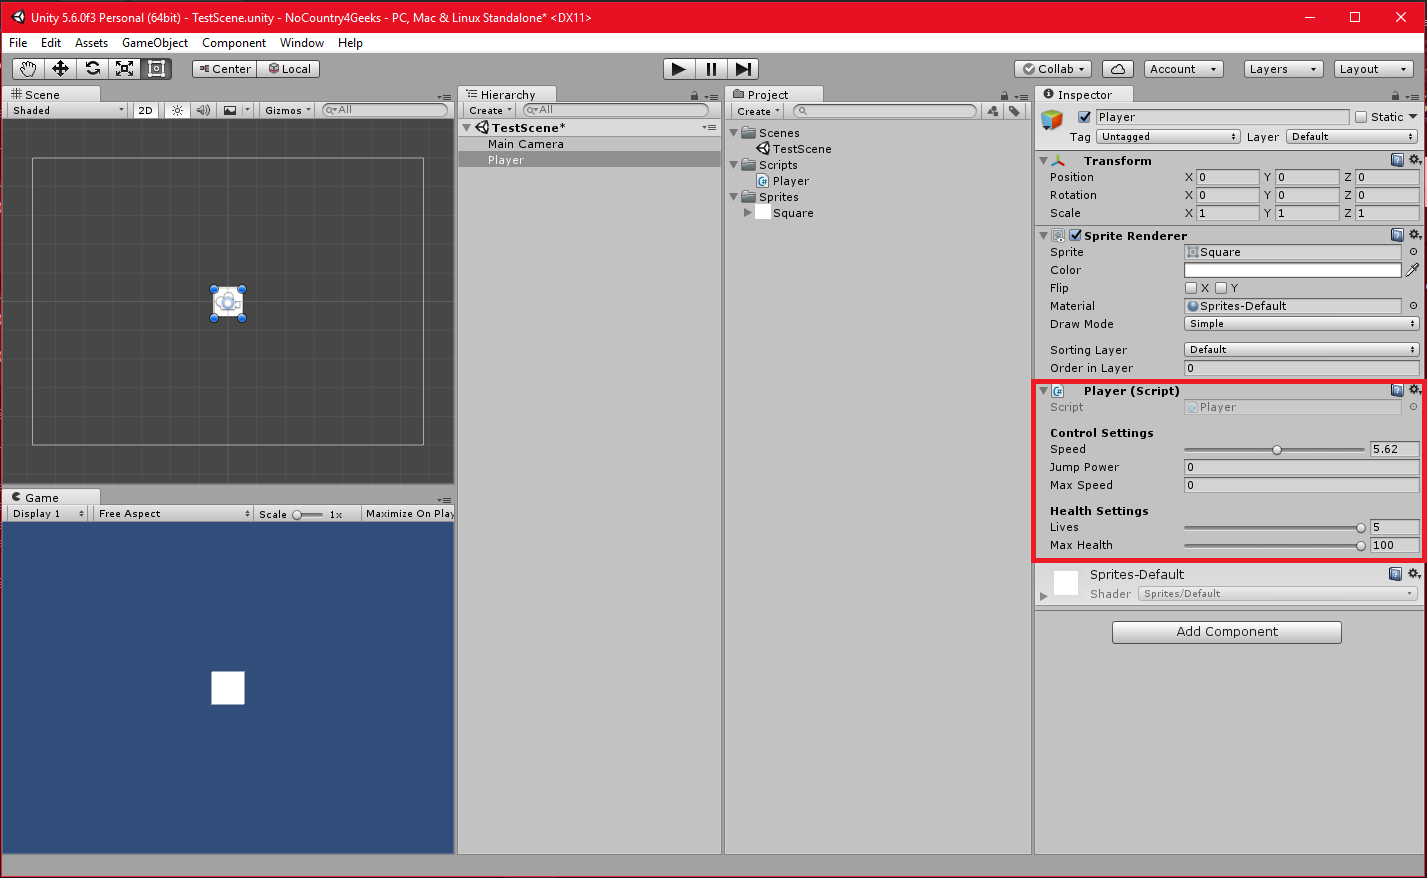 Unity 5.6.0f3 Personal (64bit) - TestScene.unity - NoCountry4Geeks - PC, Mac & Linux Standalone* <DX11>
File Edit Assets GameObject Component Window Help
Center Local Collab Account Layers Layout
Scene
Shaded 2D Gizmos All
Hierarchy
Create All
TestScene*
Main Camera
Player
Project
Create
Scenes
TestScene
Scripts
Player
Sprites
Square
Inspector
Player Static
Tag Untagged Layer Default
Transform
Position X 0 Y 0 Z 0
Rotation X 0 Y 0 Z 0
Scale X 1 Y 1 Z 1
Sprite Renderer
Sprite Square
Color
Flip X Y
Material Sprites-Default
Draw Mode Simple
Sorting Layer Default
Order in Layer 0
Player (Script)
Script Player
Control Settings
Speed 5.62
Jump Power 0
Max Speed 0
Health Settings
Lives 5
Max Health 100
Sprites-Default
Shader Sprites/Default
Add Component
Game
Display 1 Free Aspect Scale 1x Maximize On Play